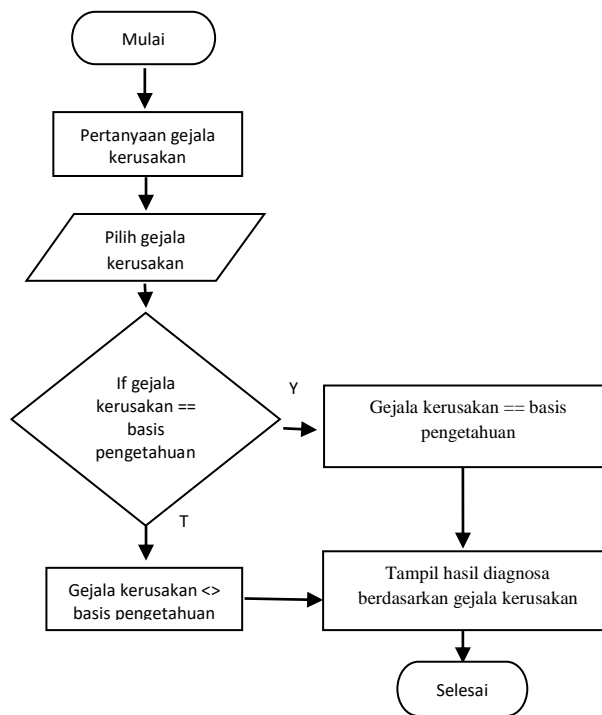 Mulai
Pertanyaan gejala
kerusakan
Pilih gejala
kerusakan
If gejala
kerusakan ==
basis
pengetahuan
Y
Gejala kerusakan == basis
pengetahuan
T
Gejala kerusakan <>
basis pengetahuan
Tampil hasil diagnosa
berdasarkan gejala kerusakan
Selesai